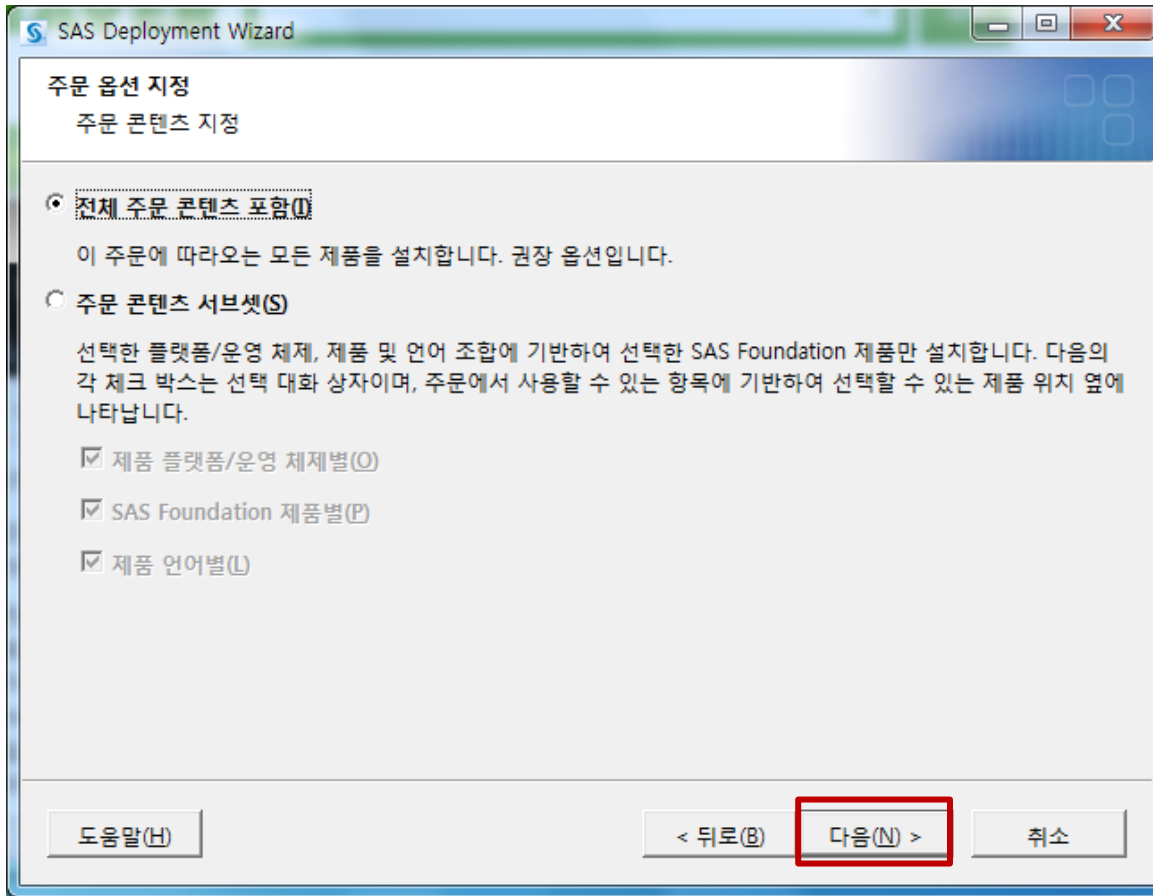 SAS Deployment Wizard
주문 옵션 지정
주문 콘텐츠 지정
전체 주문 콘텐츠 포함(I)
이 주문에 따라오는 모든 제품을 설치합니다. 권장 옵션입니다.
주문 콘텐츠 서브셋(S)
선택한 플랫폼/운영 체제, 제품 및 언어 조합에 기반하여 선택한 SAS Foundation 제품만 설치합니다. 다음의
각 체크 박스는 선택 대화 상자이며, 주문에서 사용할 수 있는 항목에 기반하여 선택할 수 있는 제품 위치 옆에
나타납니다.
제품 플랫폼/운영 체제별(O)
SAS Foundation 제품별(P)
제품 언어별(L)
도움말(H) < 뒤로(B) 다음(N) > 취소